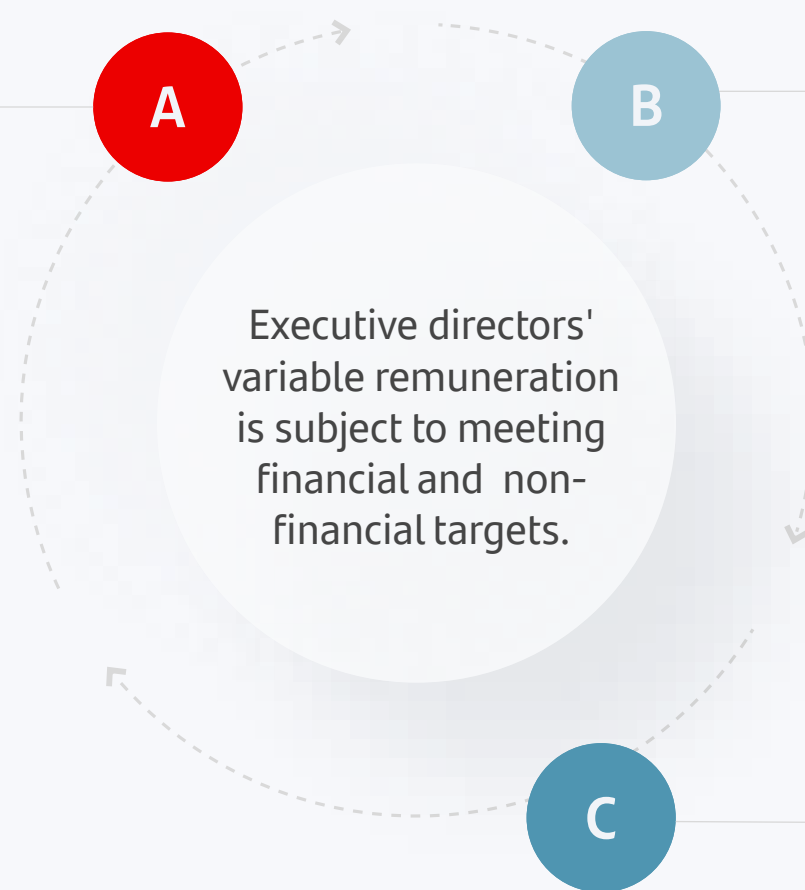 A
B
Executive directors'
variable remuneration
is subject to meeting
financial and non-
financial targets.
C